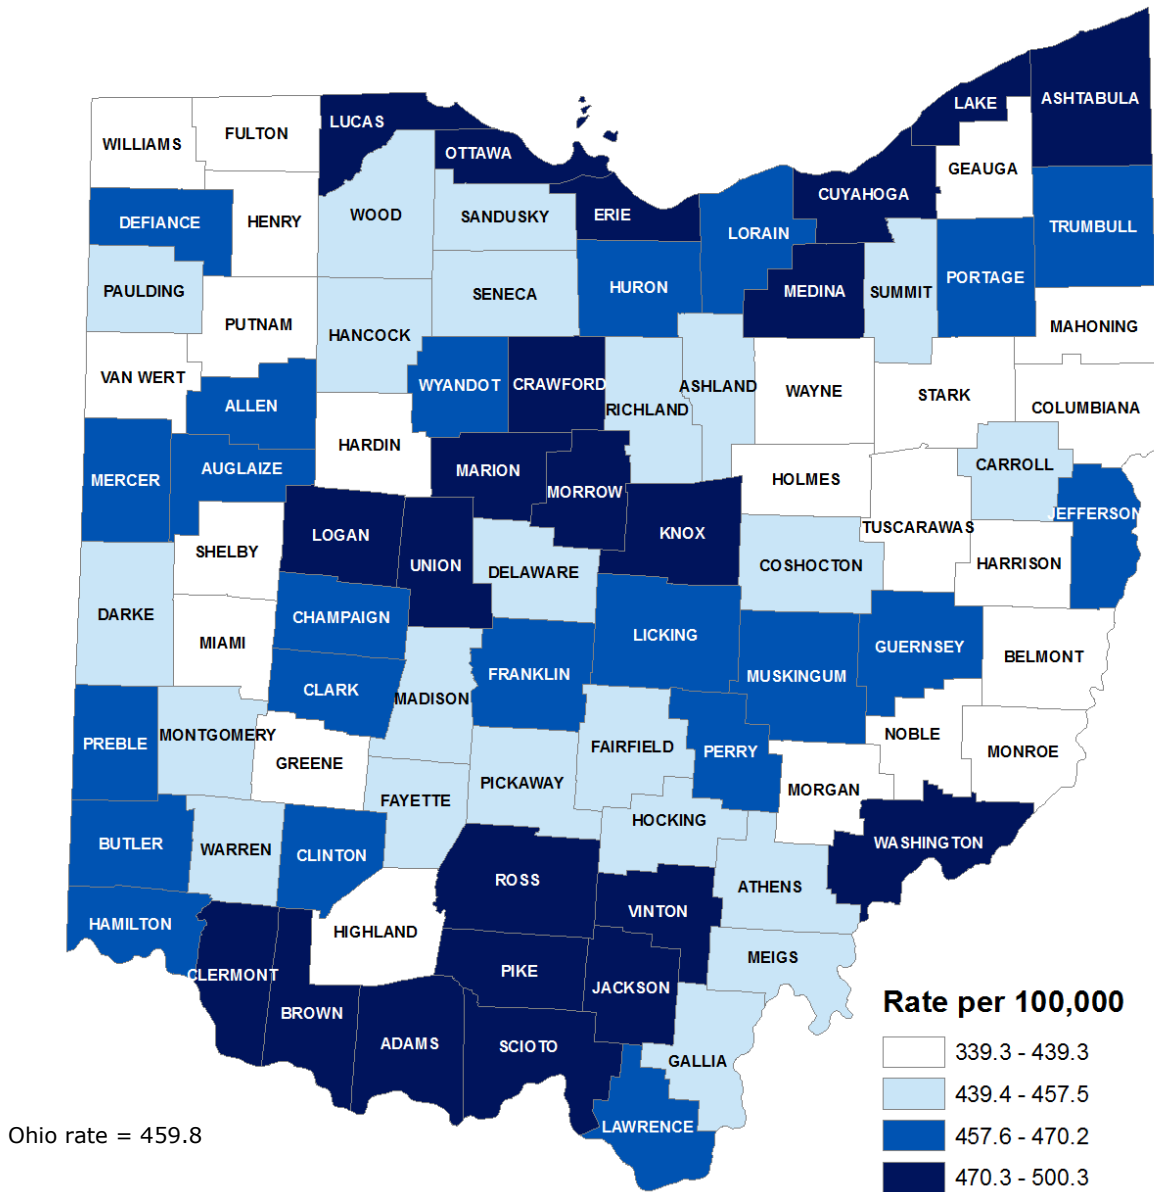 ASHTABULA
LAKE
LUCAS
FULTON
WILLIAMS
OTTAWA
GEAUGA
CUYAHOGA
ERIE
WOOD
SANDUSKY
DEFIANCE
HENRY
TRUMBULL
LORAIN
PORTAGE
HURON
MEDINA
SUMMIT
PAULDING
SENECA
PUTNAM
MAHONING
HANCOCK
VAN WERT
WYANDOT
CRAWFORD
ASHLAND
WAYNE
STARK
ALLEN
RICHLAND
COLUMBIANA
HARDIN
CARROLL
AUGLAIZE
MARION
MERCER
HOLMES
MORROW
JEFFERSON
TUSCARAWAS
LOGAN
KNOX
SHELBY
UNION
DELAWARE
COSHOCTON
HARRISON
DARKE
CHAMPAIGN
LICKING
MIAMI
GUERNSEY
BELMONT
FRANKLIN
MUSKINGUM
CLARK
MADISON
MONTGOMERY
NOBLE
PREBLE
FAIRFIELD
PERRY
MONROE
GREENE
PICKAWAY
MORGAN
FAYETTE
HOCKING
BUTLER
WARREN
CLINTON
WASHINGTON
ROSS
ATHENS
VINTON
HAMILTON
HIGHLAND
MEIGS
CLERMONT
PIKE
JACKSON
BROWN
ADAMS
SCIOTO
GALLIA
LAWRENCE
Rate per 100,000
339.3 - 439.3
439.4 - 457.5
457.6 - 470.2
470.3 - 500.3
Ohio rate = 459.8